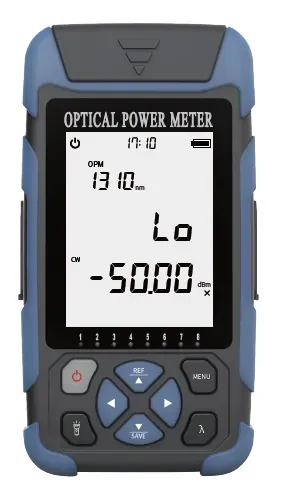 OPTICAL POWER METER
17:10
OPM
1310nm
Lo
CW
-50.00 dBm
×
1 2 3 4 5 6 7 8
REF
MENU
SAVE
λ